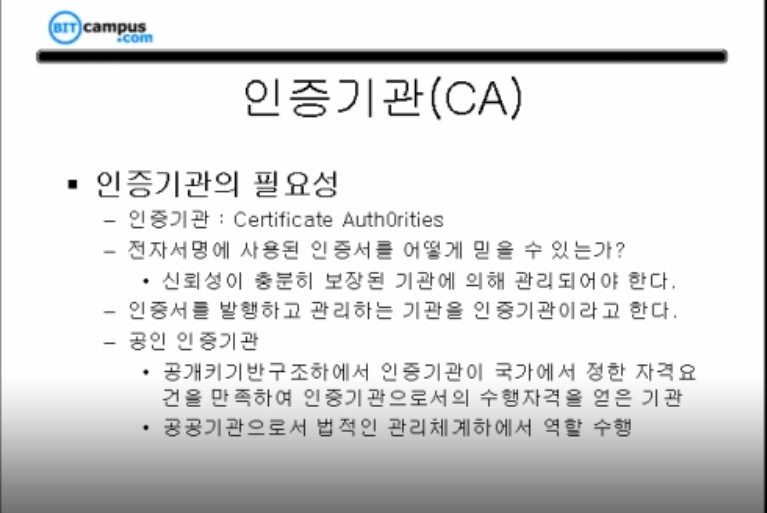 BIT campus
.com
인증기관(CA)
▪ 인증기관의 필요성
– 인증기관 : Certificate Auth0rities
– 전자서명에 사용된 인증서를 어떻게 믿을 수 있는가?
• 신뢰성이 충분히 보장된 기관에 의해 관리되어야 한다.
– 인증서를 발행하고 관리하는 기관을 인증기관이라고 한다.
– 공인 인증기관
• 공개키기반구조하에서 인증기관이 국가에서 정한 자격요
건을 만족하여 인증기관으로서의 수행자격을 얻은 기관
• 공공기관으로서 법적인 관리체계하에서 역할 수행